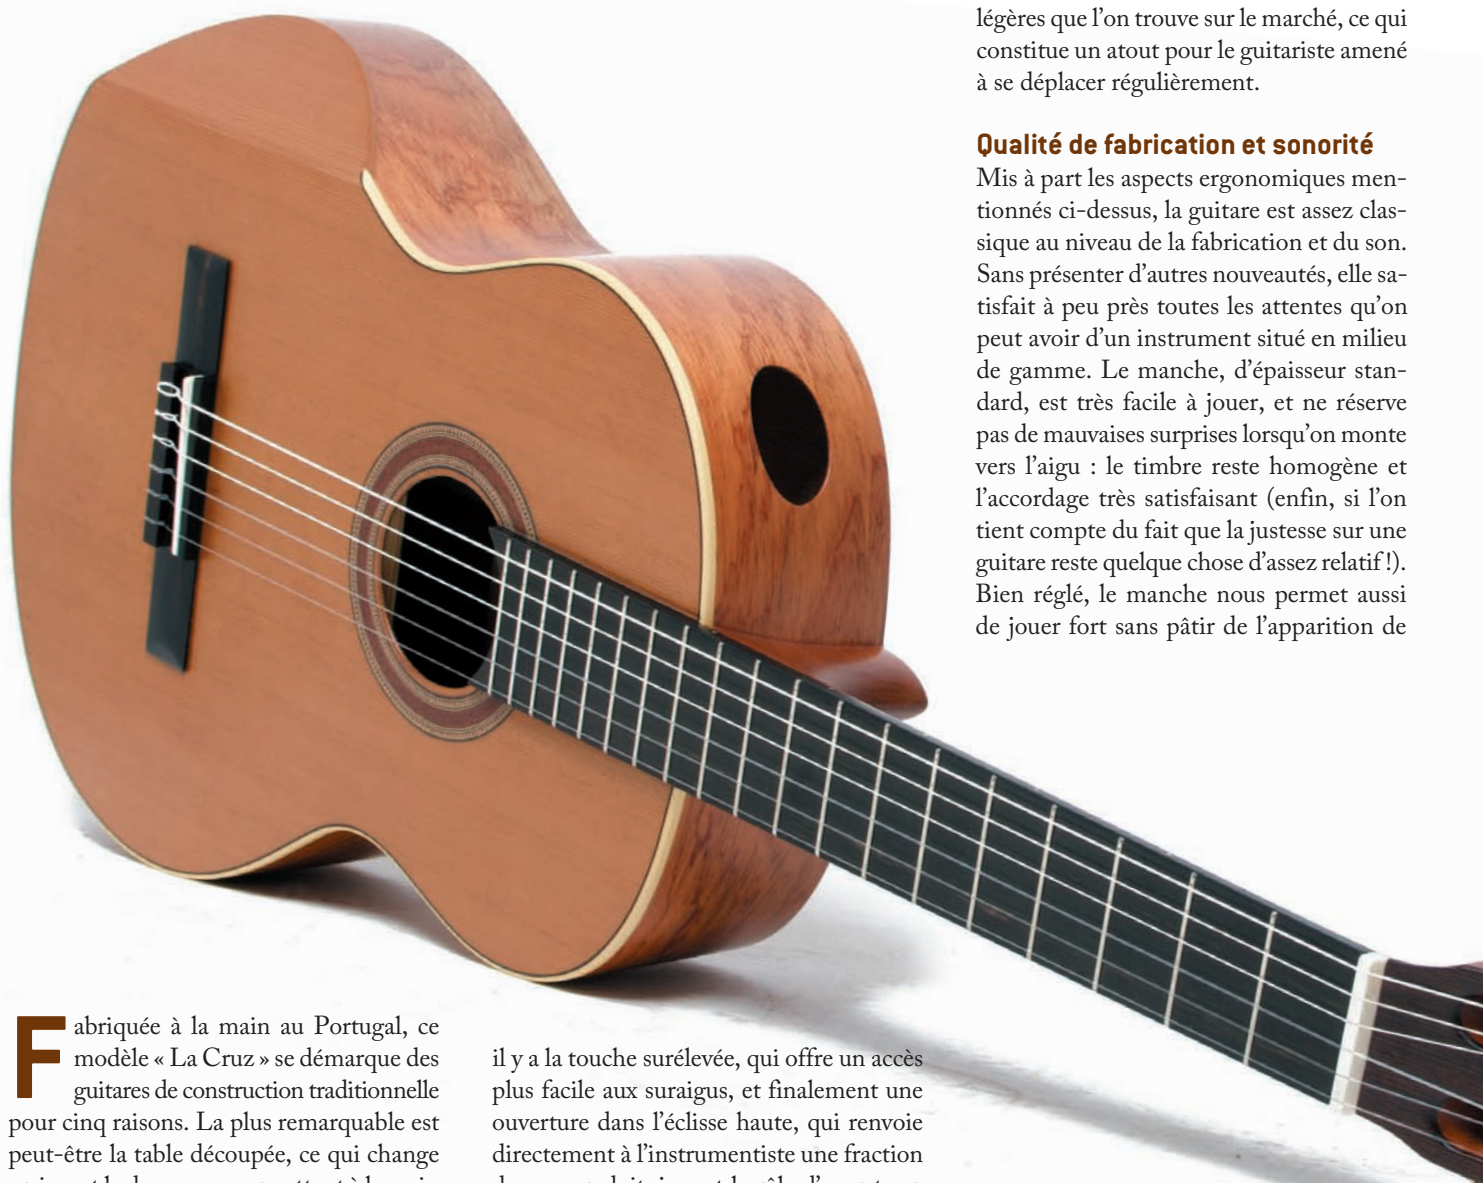 Fabriquée à la main au Portugal, ce
modèle « La Cruz » se démarque des
guitares de construction traditionnelle
pour cinq raisons. La plus remarquable est
peut-être la table découpée, ce qui change
il y a la touche surélevée, qui offre un accès
plus facile aux suraigus, et finalement une
ouverture dans l’éclisse haute, qui renvoie
directement à l’instrumentiste une fraction
légères que l’on trouve sur le marché, ce qui
constitue un atout pour le guitariste amené
à se déplacer régulièrement.
Qualité de fabrication et sonorité
Mis à part les aspects ergonomiques men-
tionnés ci-dessus, la guitare est assez clas-
sique au niveau de la fabrication et du son.
Sans présenter d’autres nouveautés, elle sa-
tisfait à peu près toutes les attentes qu’on
peut avoir d’un instrument situé en milieu
de gamme. Le manche, d’épaisseur stan-
dard, est très facile à jouer, et ne réserve
pas de mauvaises surprises lorsqu’on monte
vers l’aigu : le timbre reste homogène et
l’accordage très satisfaisant (enfin, si l’on
tient compte du fait que la justesse sur une
guitare reste quelque chose d’assez relatif !).
Bien réglé, le manche nous permet aussi
de jouer fort sans pâtir de l’apparition de